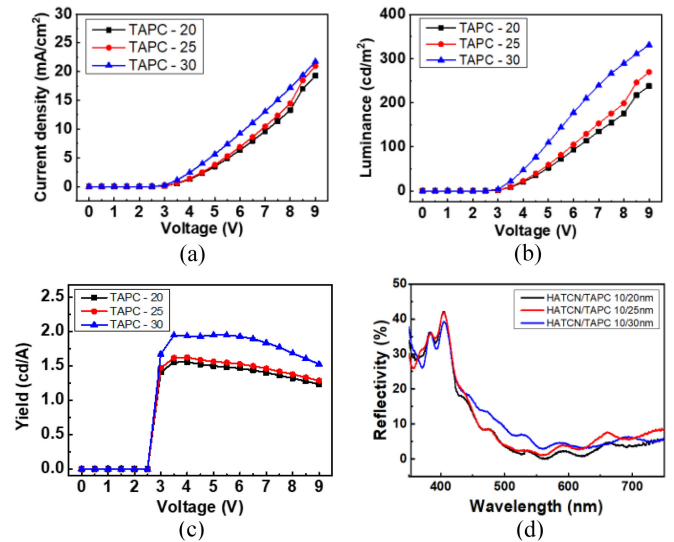 TAPC - 20
TAPC - 25
TAPC - 30
Current density (mA/cm²)
30
25
20
15
10
5
0
0 1 2 3 4 5 6 7 8 9
Voltage (V)
(a)
TAPC - 20
TAPC - 25
TAPC - 30
Luminance (cd/m²)
400
300
200
100
0
0 1 2 3 4 5 6 7 8 9
Voltage (V)
(b)
TAPC - 20
TAPC - 25
TAPC - 30
Yield (cd/A)
2.5
2.0
1.5
1.0
0.5
0.0
0 1 2 3 4 5 6 7 8 9
Voltage (V)
(c)
HATCN/TAPC 10/20nm
HATCN/TAPC 10/25nm
HATCN/TAPC 10/30nm
Reflectivity (%)
50
40
30
20
10
0
400 500 600 700
Wavelength (nm)
(d)